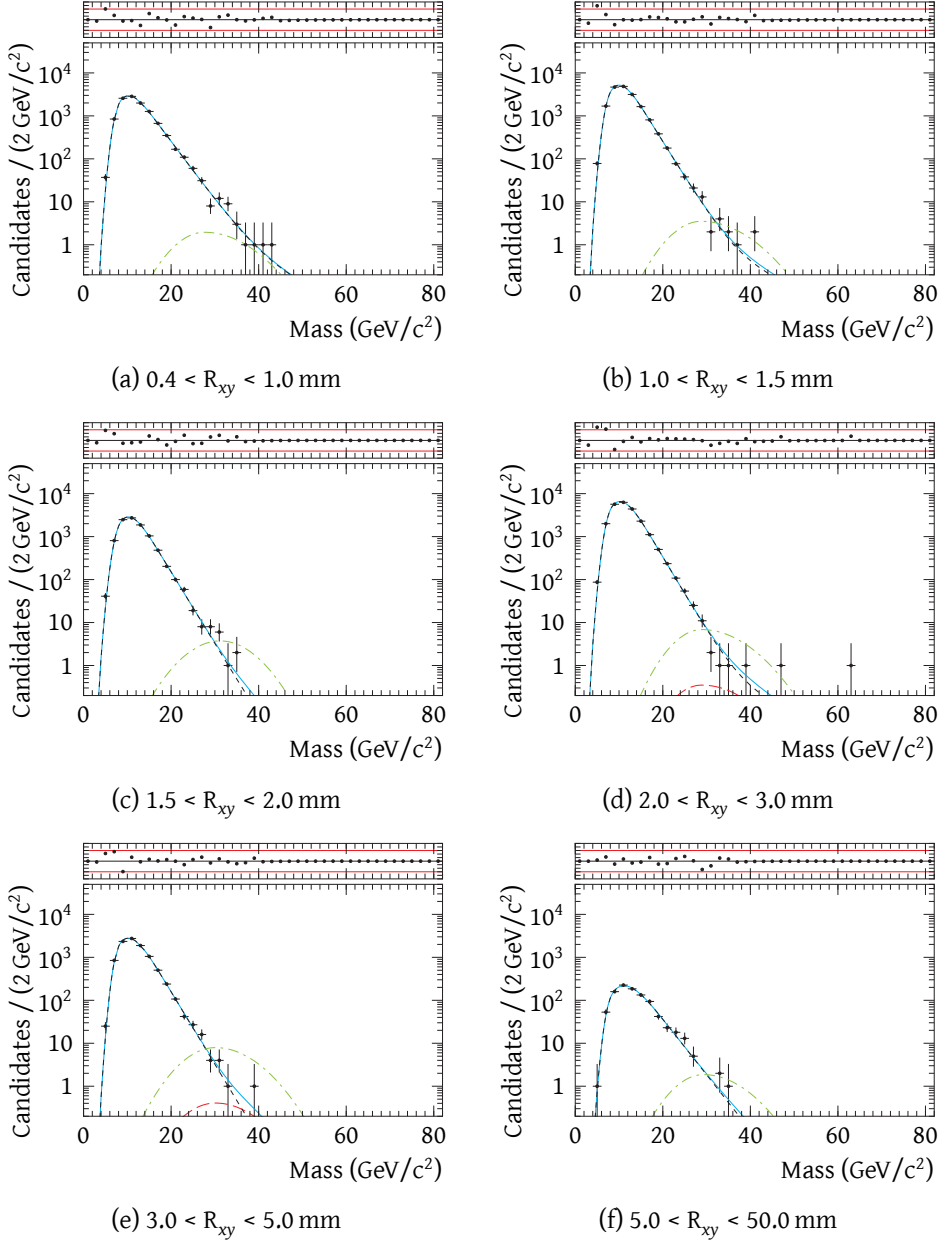 Candidates / (2 GeV/c²)
10⁴
10³
10²
10
1
0 20 40 60 80
Mass (GeV/c²)
(a) 0.4 < Rxy < 1.0 mm
Candidates / (2 GeV/c²)
10⁴
10³
10²
10
1
0 20 40 60 80
Mass (GeV/c²)
(b) 1.0 < Rxy < 1.5 mm
Candidates / (2 GeV/c²)
10⁴
10³
10²
10
1
0 20 40 60 80
Mass (GeV/c²)
(c) 1.5 < Rxy < 2.0 mm
Candidates / (2 GeV/c²)
10⁴
10³
10²
10
1
0 20 40 60 80
Mass (GeV/c²)
(d) 2.0 < Rxy < 3.0 mm
Candidates / (2 GeV/c²)
10⁴
10³
10²
10
1
0 20 40 60 80
Mass (GeV/c²)
(e) 3.0 < Rxy < 5.0 mm
Candidates / (2 GeV/c²)
10⁴
10³
10²
10
1
0 20 40 60 80
Mass (GeV/c²)
(f) 5.0 < Rxy < 50.0 mm